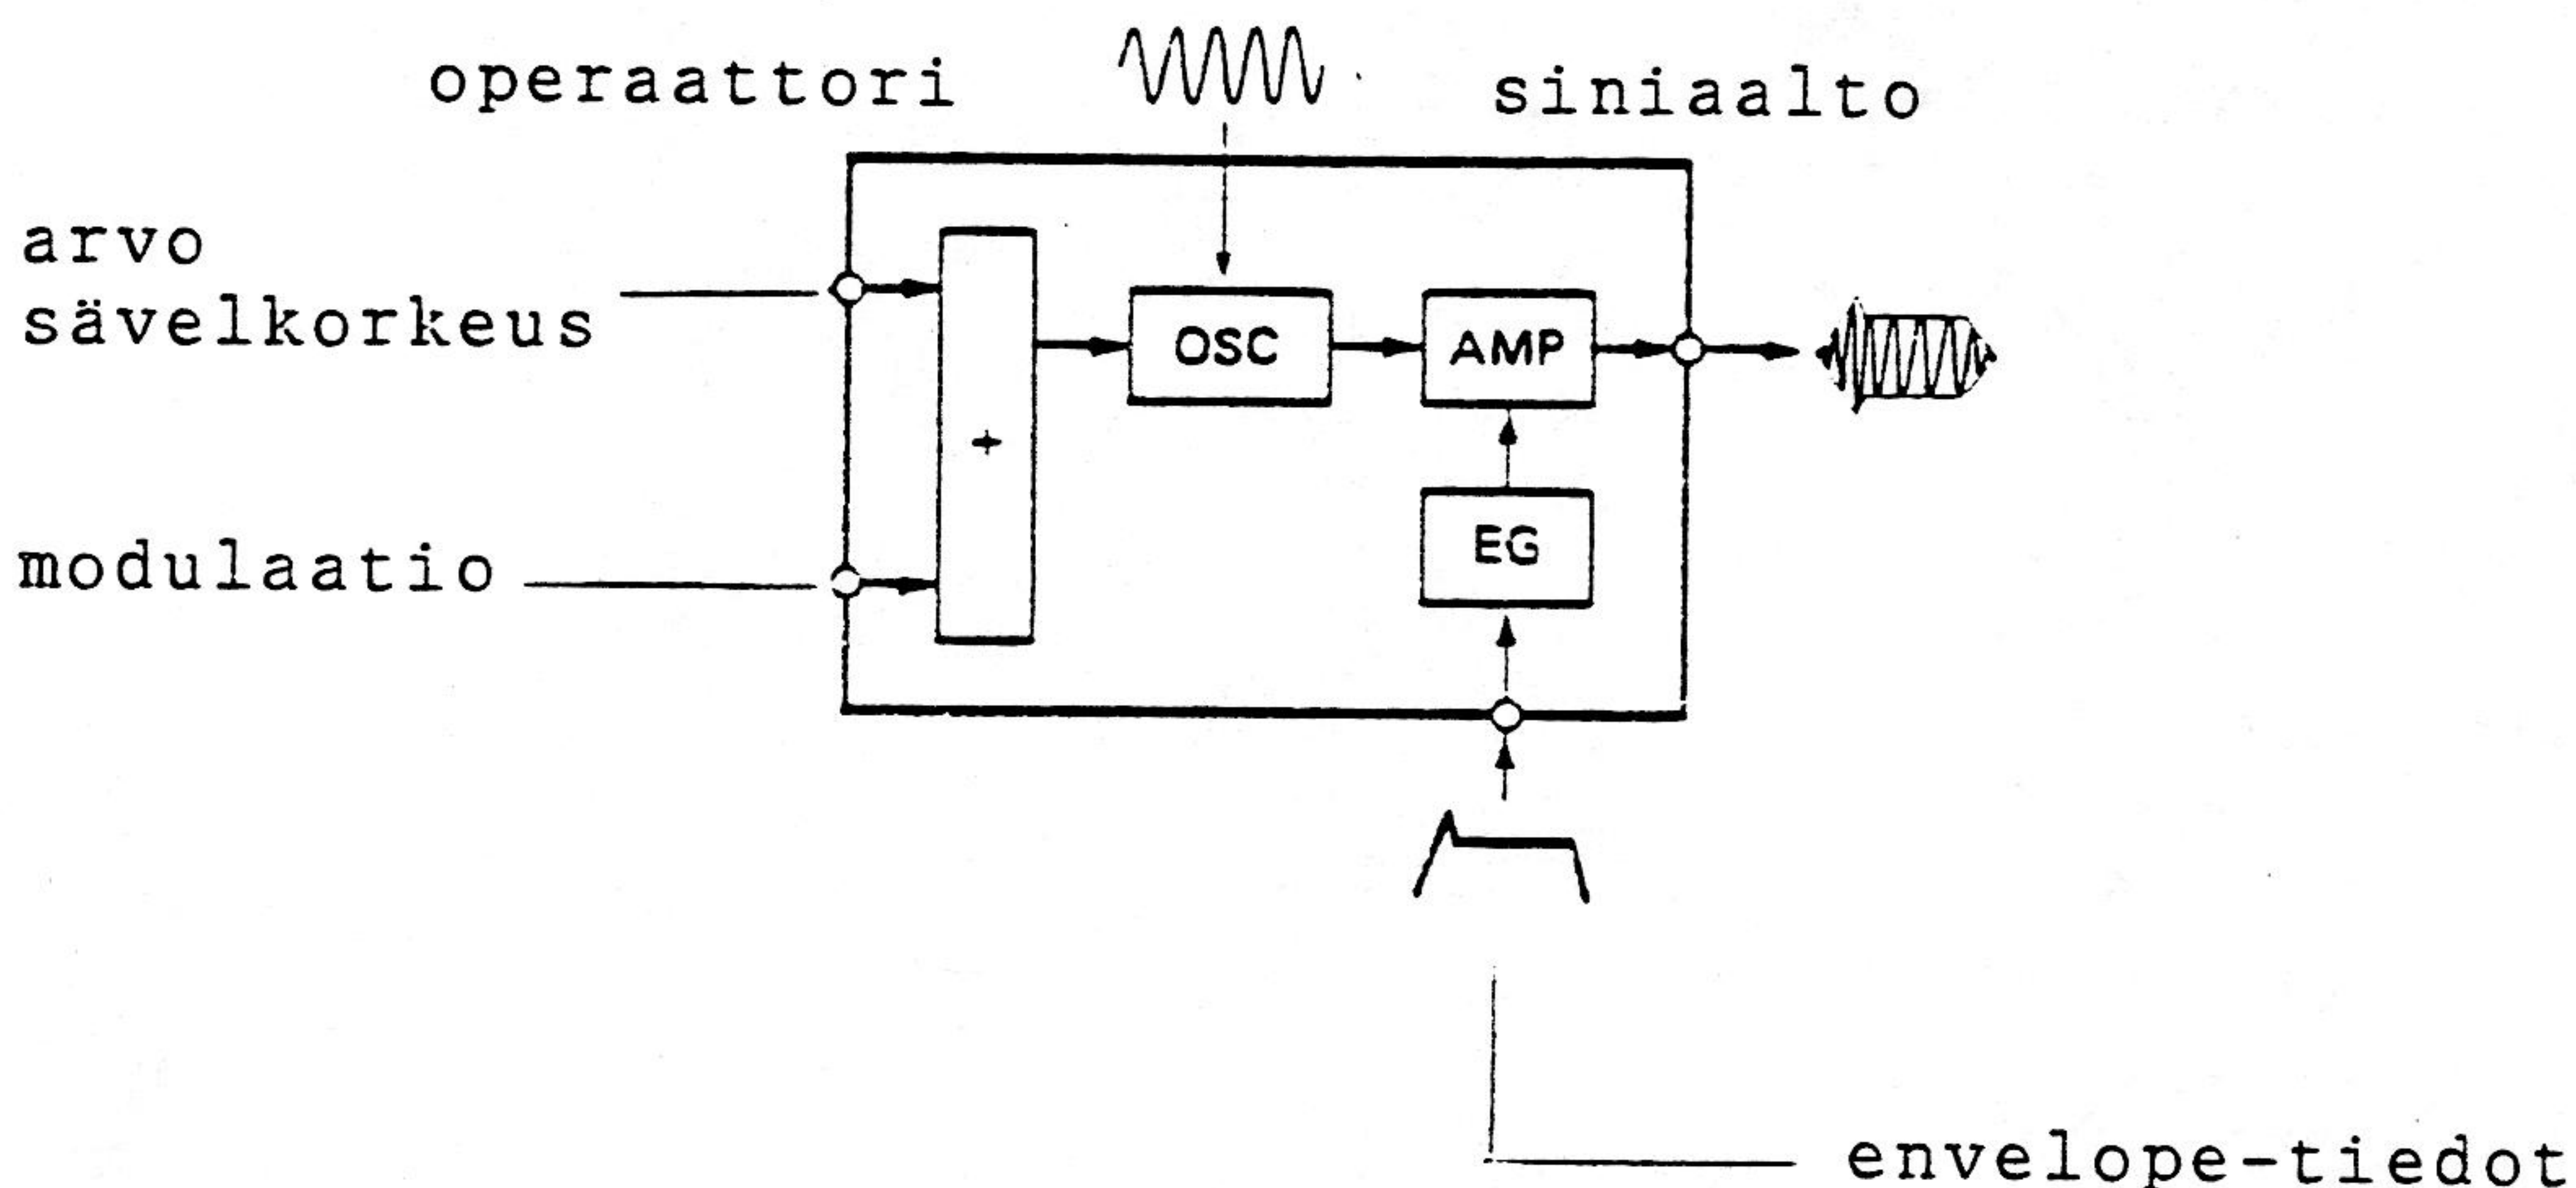 operaattori
siniaalto
arvo
sävelkorkeus
OSC
AMP
+
EG
modulaatio
envelope-tiedot